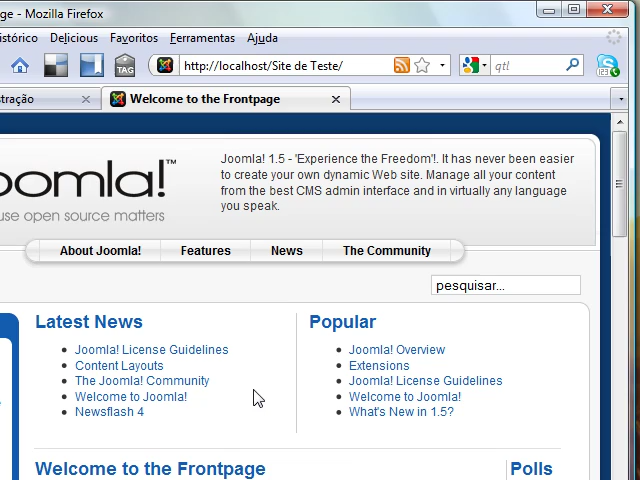 ge - Mozilla Firefox
istórico Delicious Favoritos Ferramentas Ajuda
TAG http://localhost/Site de Teste/ qtl 123
stração Welcome to the Frontpage
oomla!™
use open source matters
Joomla! 1.5 - 'Experience the Freedom'!. It has never been easier
to create your own dynamic Web site. Manage all your content
from the best CMS admin interface and in virtually any language
you speak.
About Joomla! Features News The Community
pesquisar...
Latest News
Joomla! License Guidelines
Content Layouts
The Joomla! Community
Welcome to Joomla!
Newsflash 4
Popular
Joomla! Overview
Extensions
Joomla! License Guidelines
Welcome to Joomla!
What's New in 1.5?
Welcome to the Frontpage
Polls